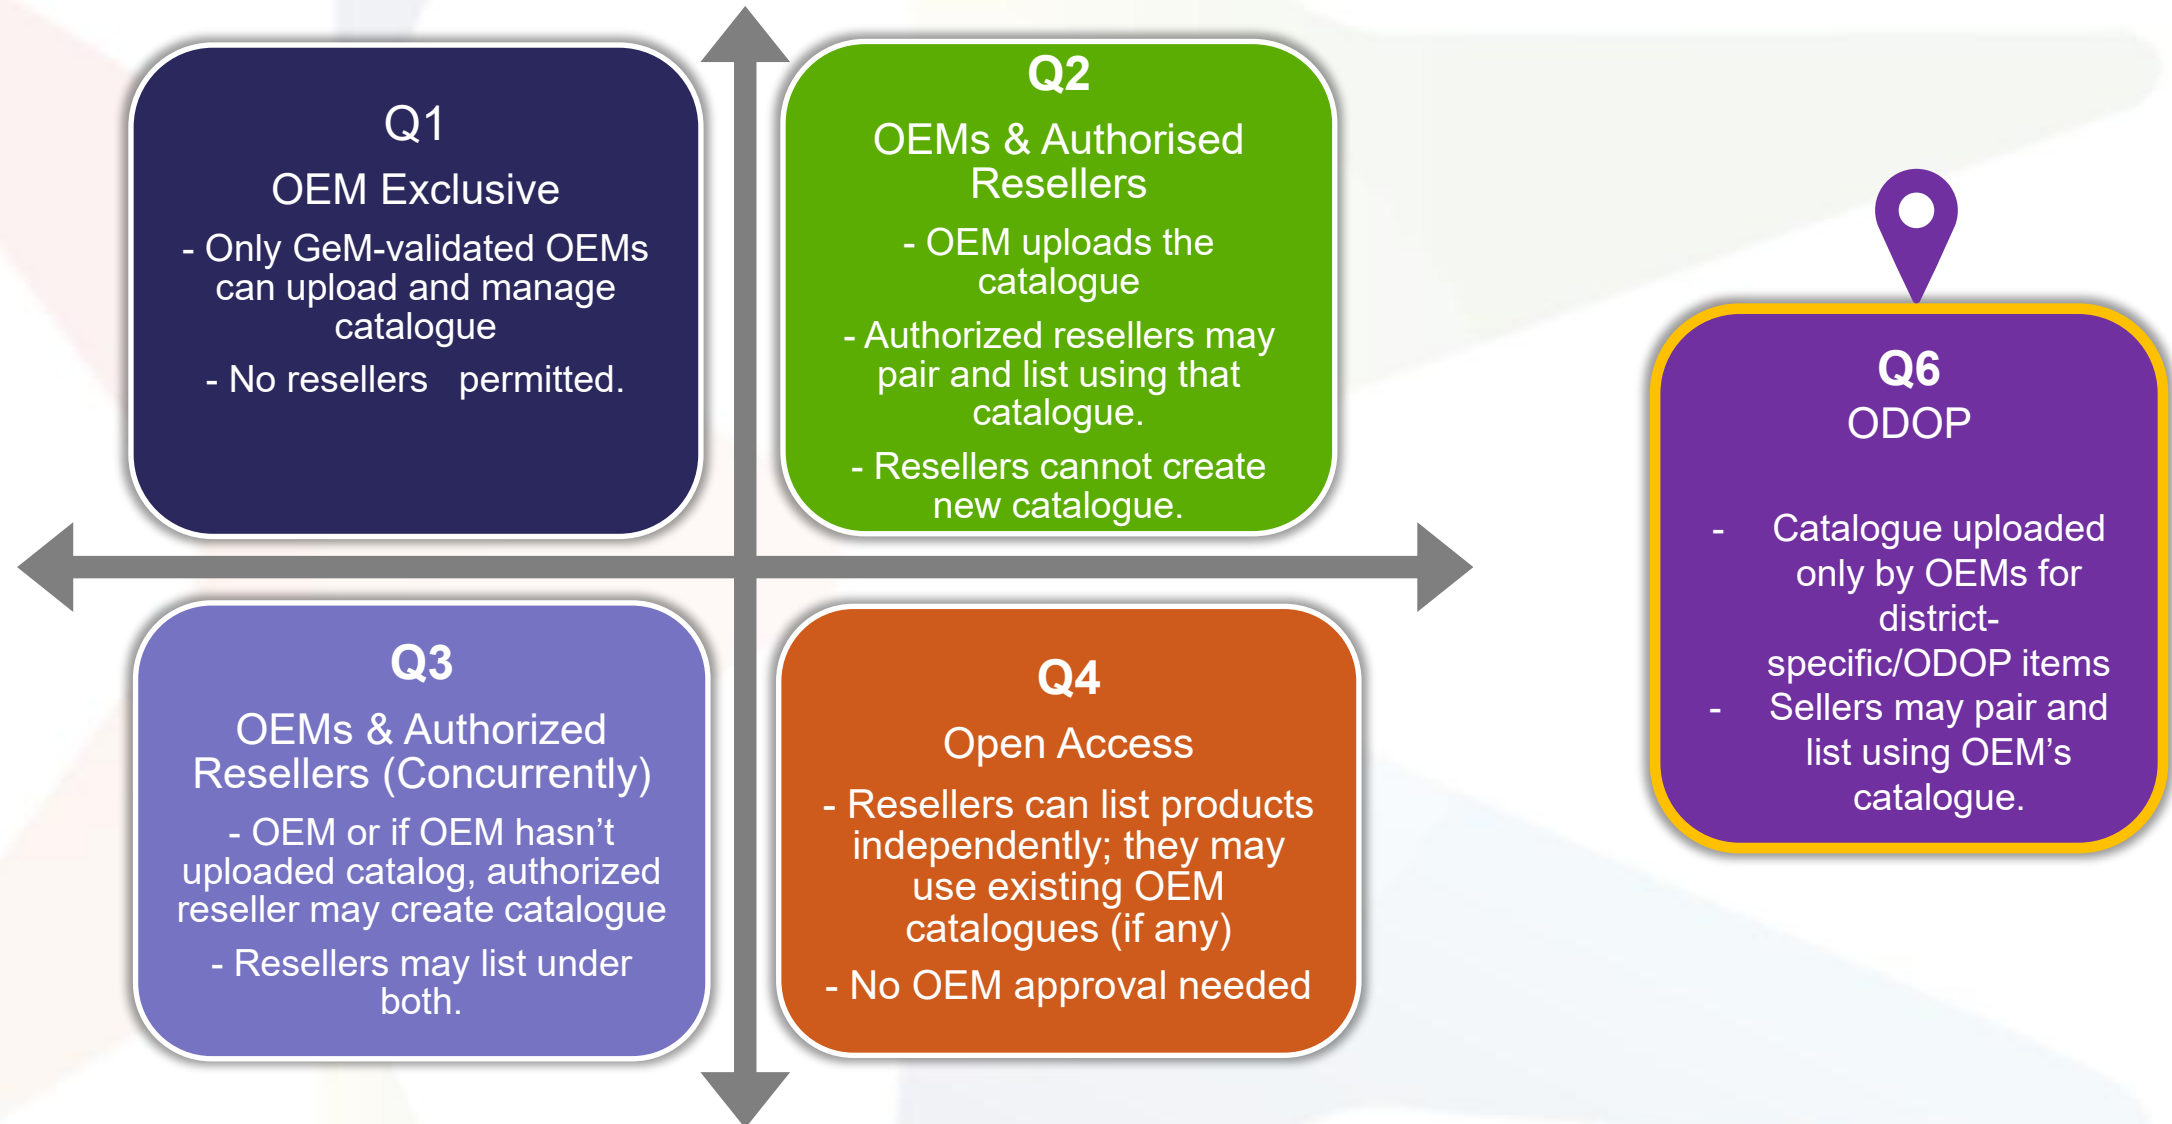 Q1
OEM Exclusive
- Only GeM-validated OEMs
can upload and manage
catalogue
- No resellers   permitted.
Q2
OEMs & Authorised
Resellers
- OEM uploads the
catalogue
- Authorized resellers may
pair and list using that
catalogue.
- Resellers cannot create
new catalogue.
Q3
OEMs & Authorized
Resellers (Concurrently)
- OEM or if OEM hasn’t
uploaded catalog, authorized
reseller may create catalogue
- Resellers may list under
both.
Q4
Open Access
- Resellers can list products
independently; they may
use existing OEM
catalogues (if any)
- No OEM approval needed
Q6
ODOP
- Catalogue uploaded
only by OEMs for
district-
specific/ODOP items
- Sellers may pair and
list using OEM’s
catalogue.